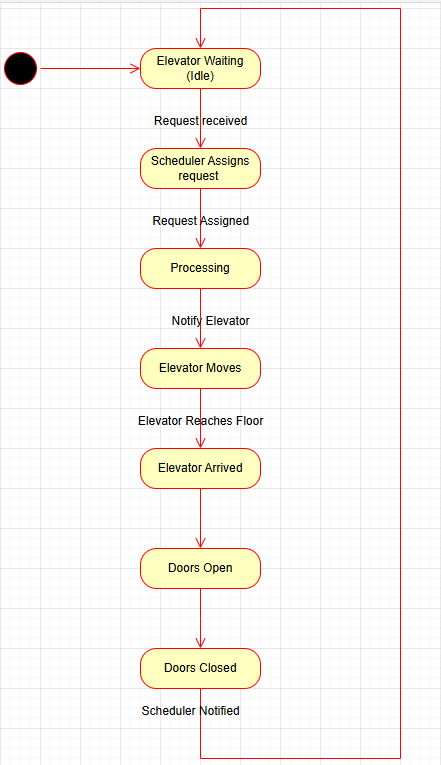 Elevator Waiting
(Idle)
Request received
Scheduler Assigns
request
Request Assigned
Processing
Notify Elevator
Elevator Moves
Elevator Reaches Floor
Elevator Arrived
Doors Open
Doors Closed
Scheduler Notified